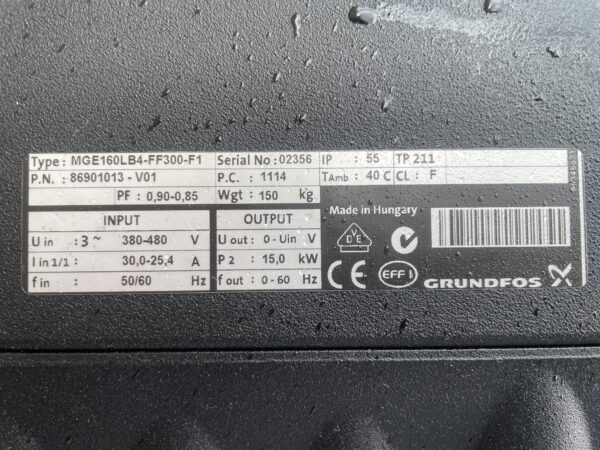 Type: MGE160LB4-FF300-F1 Serial No: 02356 IP : 55 TP 211
P.N. : 86901013 - V01 P.C. : 1114 TAmb : 40 C CL : F
PF : 0,90-0,85 Wgt : 150 kg
INPUT OUTPUT
U in : 3 ~ 380-480 V U out : 0 - Uin V
I in 1/1 : 30,0-25,4 A P2 : 15,0 kW
f in : 50/60 Hz f out : 0 - 60 Hz
Made in Hungary
VDE
CE EFF 1 GRUNDFOS